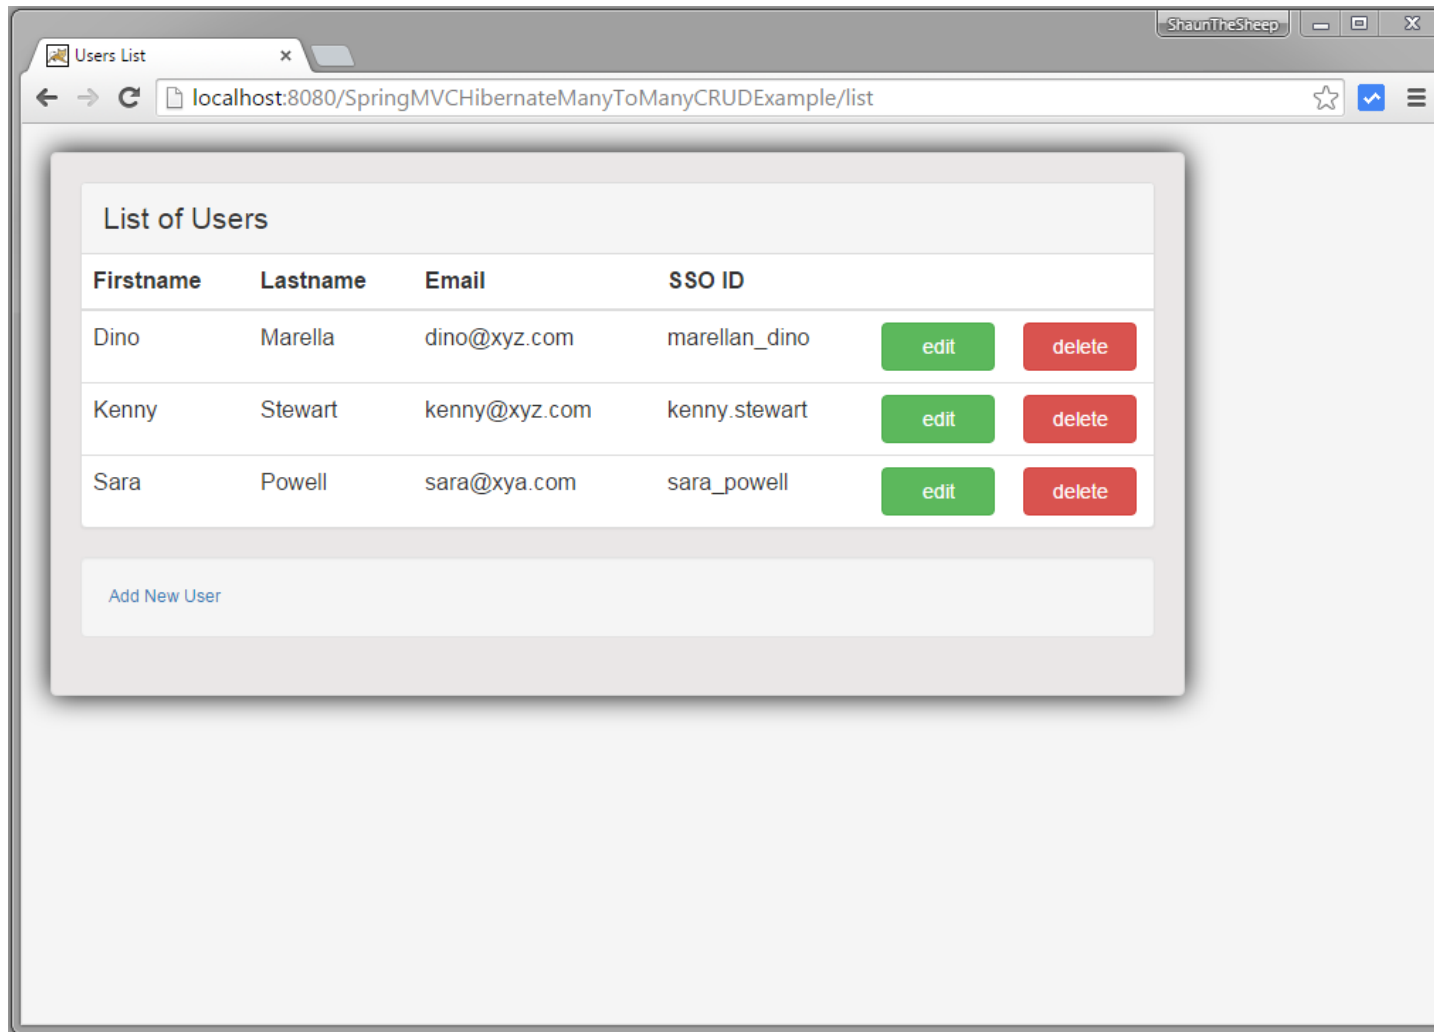 ShaunTheSheep
Users List
localhost:8080/SpringMVCHibernateManyToManyCRUDExample/list
List of Users
Firstname Lastname Email SSO ID
Dino Marella dino@xyz.com marellan_dino edit delete
Kenny Stewart kenny@xyz.com kenny.stewart edit delete
Sara Powell sara@xya.com sara_powell edit delete
Add New User